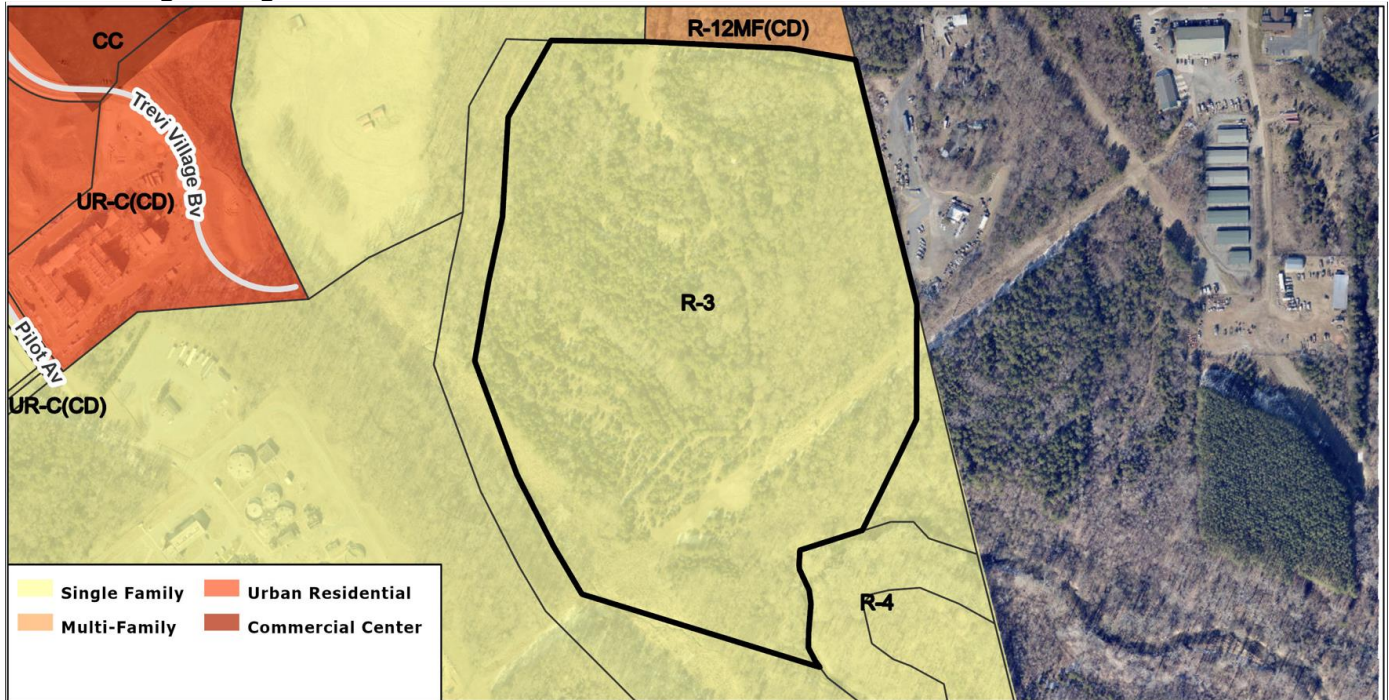 R-12MF(CD)
CC
Trevi Village Bv
UR-C(CD)
R-3
Pilot Av
UR-C(CD)
R-4
Single Family
Urban Residential
Multi-Family
Commercial Center